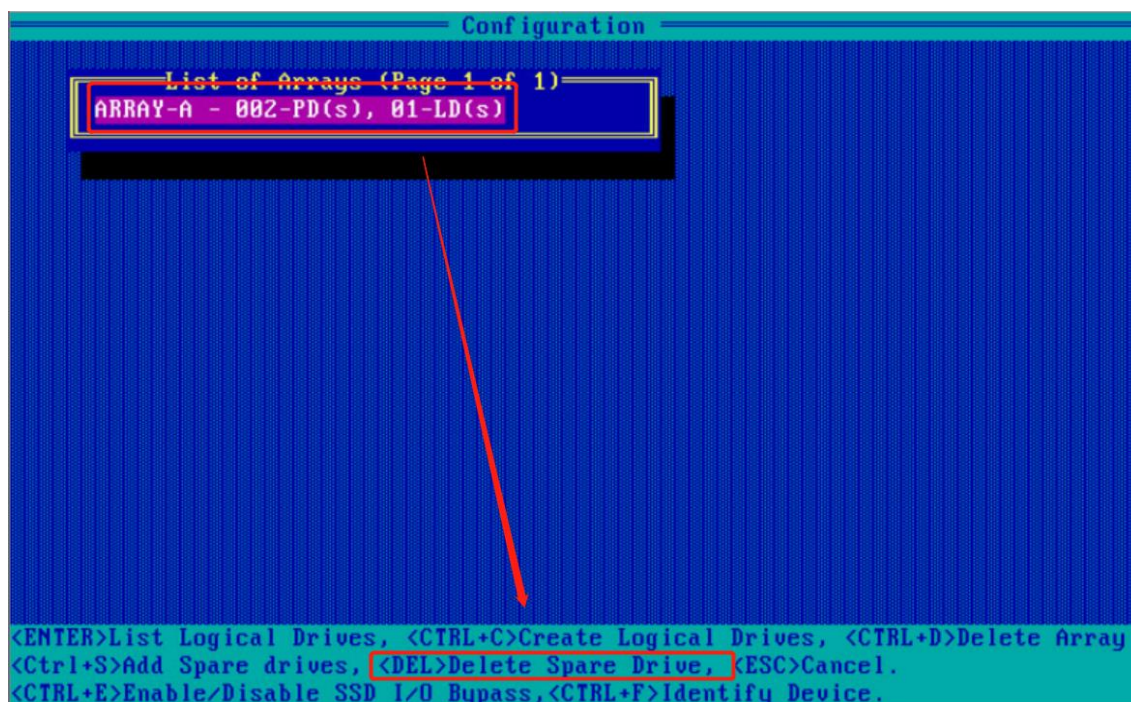 Configuration
List of Arrays (Page 1 of 1)
ARRAY-A - 002-PD(s), 01-LD(s)
<ENTER>List Logical Drives, <CTRL+C>Create Logical Drives, <CTRL+D>Delete Array
<Ctrl+S>Add Spare drives, <DEL>Delete Spare Drive, <ESC>Cancel.
<CTRL+E>Enable/Disable SSD I/O Bypass,<CTRL+F>Identify Device.